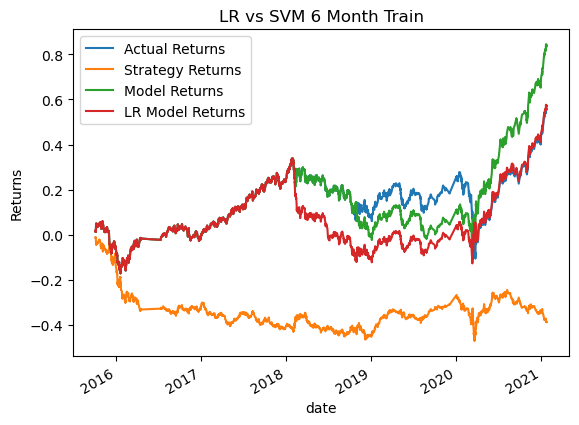 LR vs SVM 6 Month Train
Actual Returns
Strategy Returns
Model Returns
LR Model Returns
Returns
0.8
0.6
0.4
0.2
0.0
−0.2
−0.4
2016
2017
2018
2019
2020
2021
date